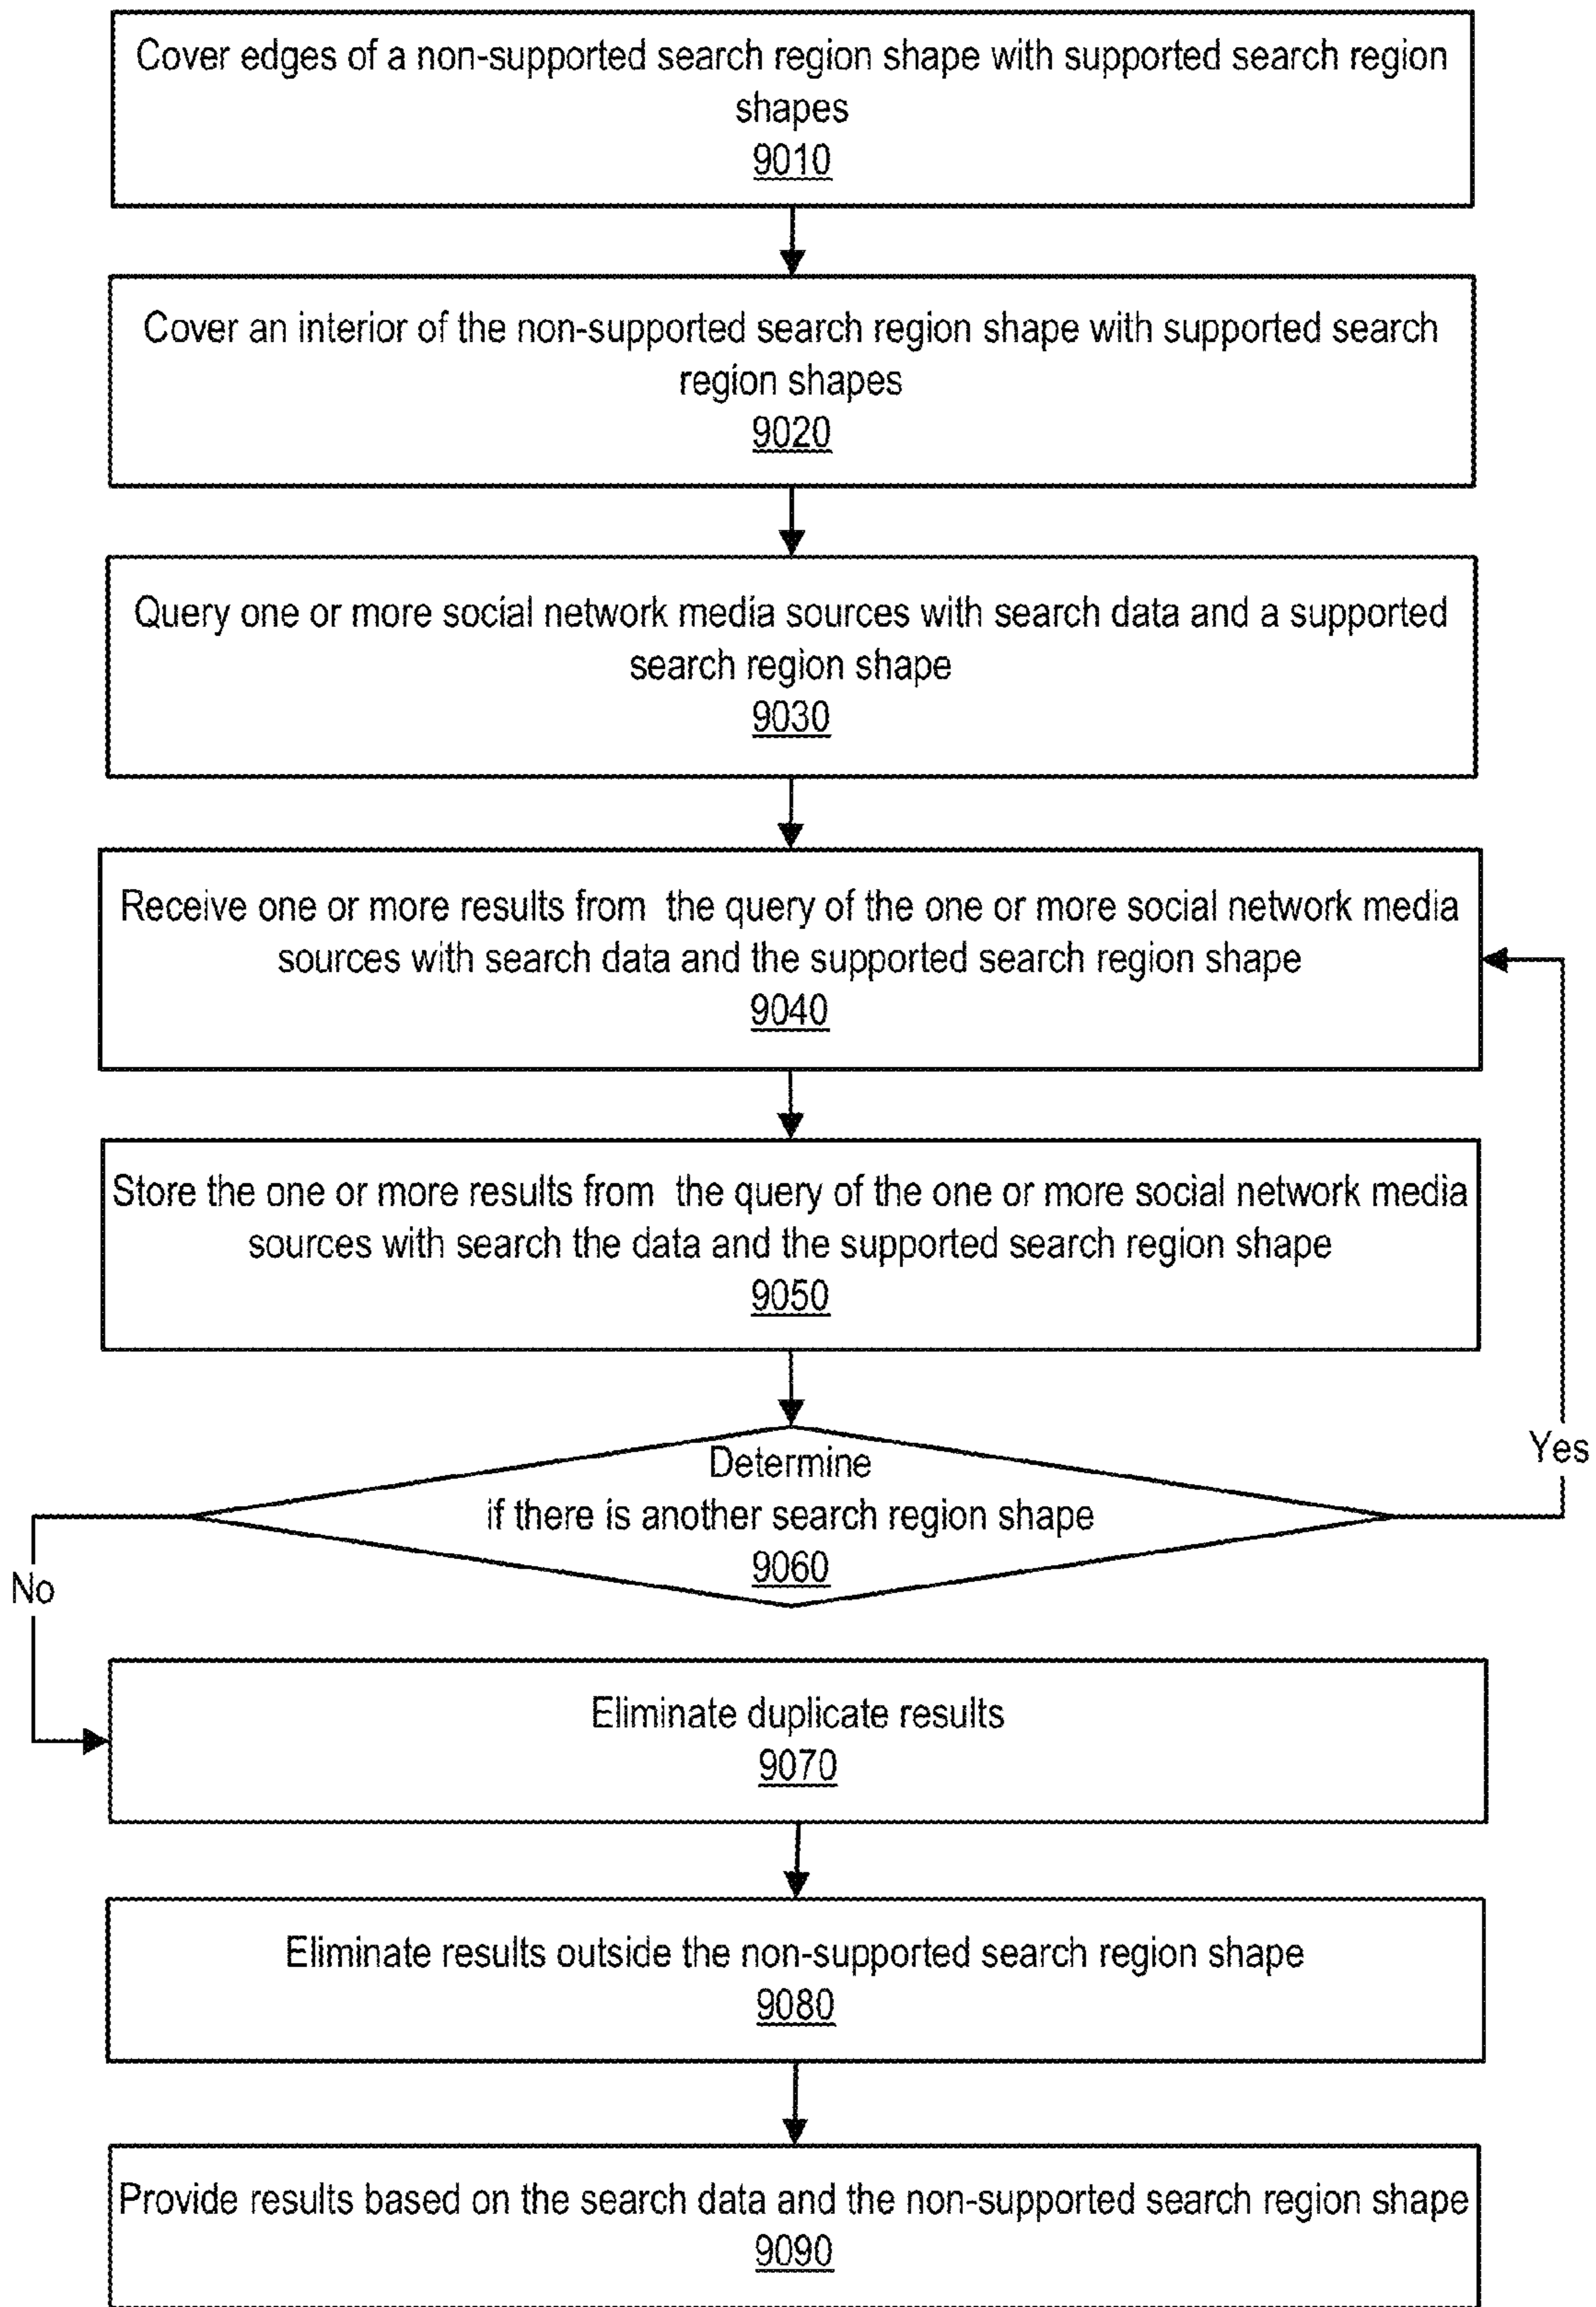 Cover edges of a non-supported search region shape with supported search region
shapes
9010
Cover an interior of the non-supported search region shape with supported search
region shapes
9020
Query one or more social network media sources with search data and a supported
search region shape
9030
Receive one or more results from the query of the one or more social network media
sources with search data and the supported search region shape
9040
Store the one or more results from the query of the one or more social network media
sources with search the data and the supported search region shape
9050
Determine
if there is another search region shape
9060
Yes
No
Eliminate duplicate results
9070
Eliminate results outside the non-supported search region shape
9080
Provide results based on the search data and the non-supported search region shape
9090